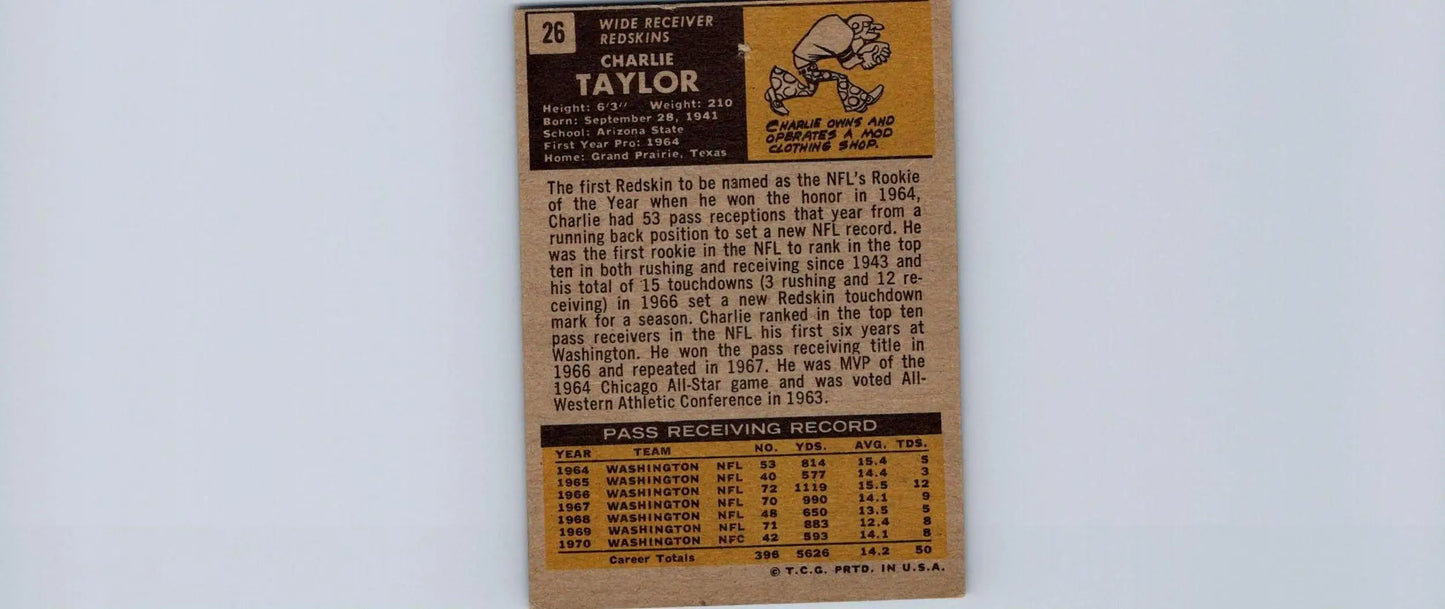 26
WIDE RECEIVER
REDSKINS
CHARLIE
TAYLOR
Height: 6'3" Weight: 210
Born: September 28, 1941
School: Arizona State
First Year Pro: 1964
Home: Grand Prairie, Texas
CHARLIE OWNS AND
OPERATES A MOD
CLOTHING SHOP.
The first Redskin to be named as the NFL's Rookie
of the Year when he won the honor in 1964,
Charlie had 53 pass receptions that year from a
running back position to set a new NFL record. He
was the first rookie in the NFL to rank in the top
ten in both rushing and receiving since 1943 and
his total of 15 touchdowns (3 rushing and 12 re-
ceiving) in 1966 set a new Redskin touchdown
mark for a season. Charlie ranked in the top ten
pass receivers in the NFL his first six years at
Washington. He won the pass receiving title in
1966 and repeated in 1967. He was MVP of the
1964 Chicago All-Star game and was voted All-
Western Athletic Conference in 1963.
PASS RECEIVING RECORD
YEAR TEAM NO. YDS. AVG. TDS.
1964 WASHINGTON NFL 53 814 15.4 5
1965 WASHINGTON NFL 40 577 14.4 3
1966 WASHINGTON NFL 72 1119 15.5 12
1967 WASHINGTON NFL 70 990 14.1 9
1968 WASHINGTON NFL 48 650 13.5 5
1969 WASHINGTON NFL 71 883 12.4 8
1970 WASHINGTON NFC 42 593 14.1 8
Career Totals 396 5626 14.2 50
© T.C.G. PRTD. IN U.S.A.